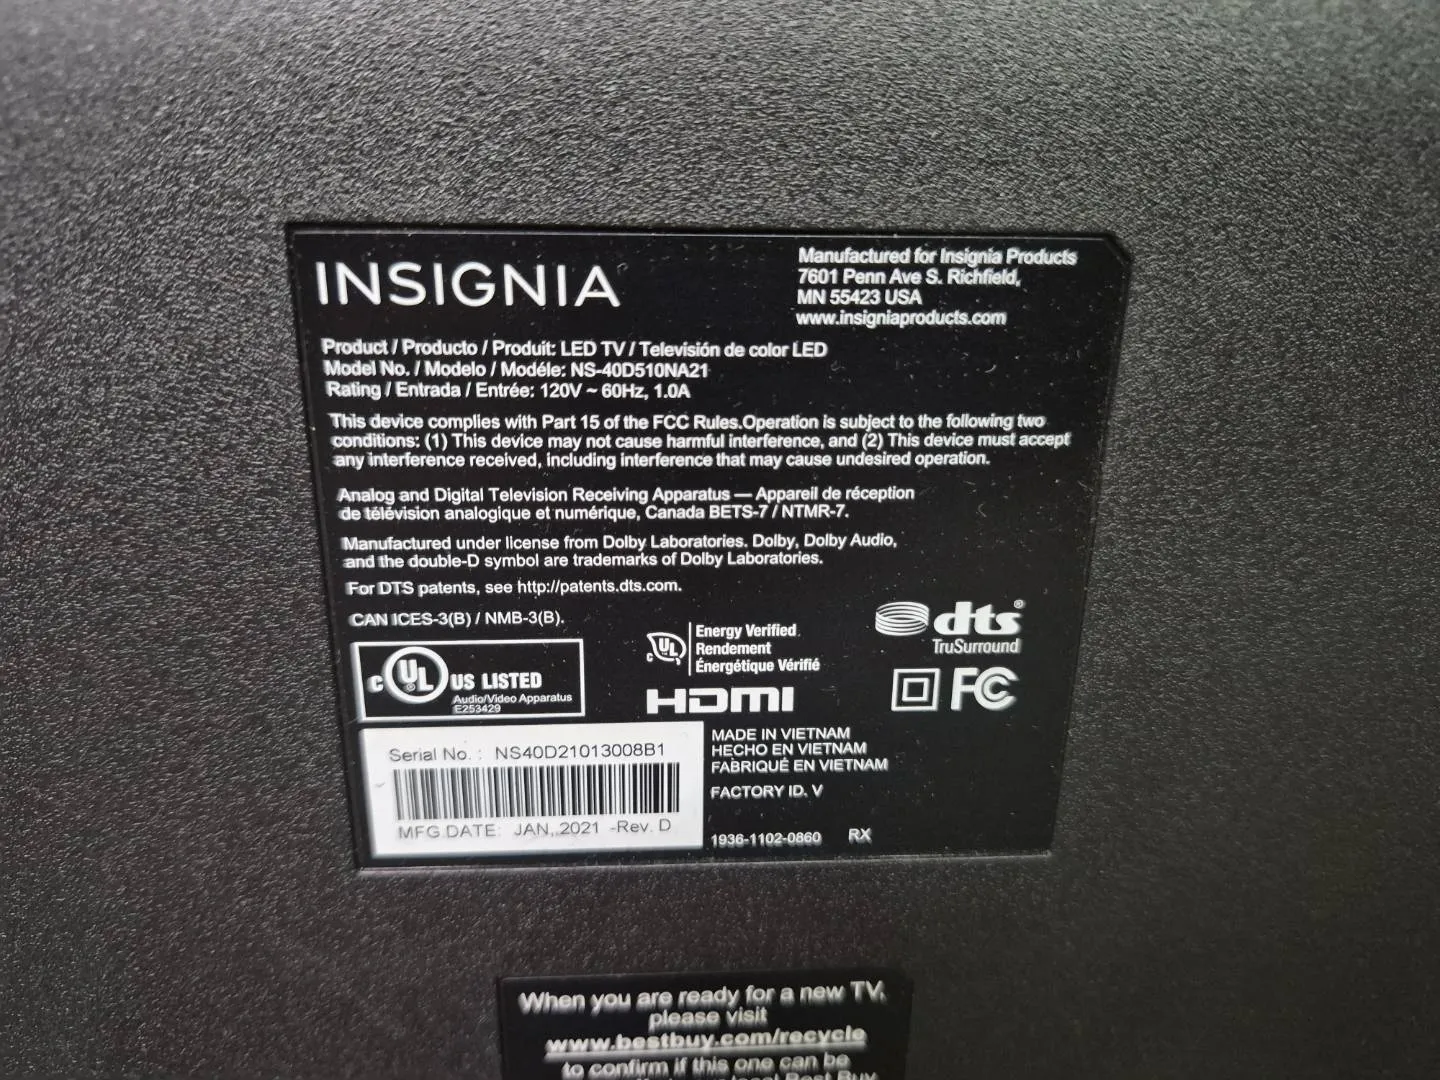 INSIGNIA
Manufactured for Insignia Products
7601 Penn Ave S. Richfield,
MN 55423 USA
www.insigniaproducts.com
Product / Producto / Produit: LED TV / Televisión de color LED
Model No. / Modelo / Modéle: NS-40D510NA21
Rating / Entrada / Entrée: 120V ~ 60Hz, 1.0A
This device complies with Part 15 of the FCC Rules.Operation is subject to the following two
conditions: (1) This device may not cause harmful interference, and (2) This device must accept
any interference received, including interference that may cause undesired operation.
Analog and Digital Television Receiving Apparatus — Appareil de réception
de télévision analogique et numérique, Canada BETS-7 / NTMR-7.
Manufactured under license from Dolby Laboratories. Dolby, Dolby Audio,
and the double-D symbol are trademarks of Dolby Laboratories.
For DTS patents, see http://patents.dts.com.
CAN ICES-3(B) / NMB-3(B).
c UL ® US LISTED
Audio/Video Apparatus
E253429
c UL
Energy Verified
Rendement
Énergétique Vérifié
HDMI
dts®
TruSurround
FC
Serial No. : NS40D21013008B1
MFG.DATE: JAN, 2021 -Rev. D
MADE IN VIETNAM
HECHO EN VIETNAM
FABRIQUÉ EN VIETNAM
FACTORY ID. V
1936-1102-0860 RX
When you are ready for a new TV,
please visit
www.bestbuy.com/recycle
to confirm if this one can be
Best Buy